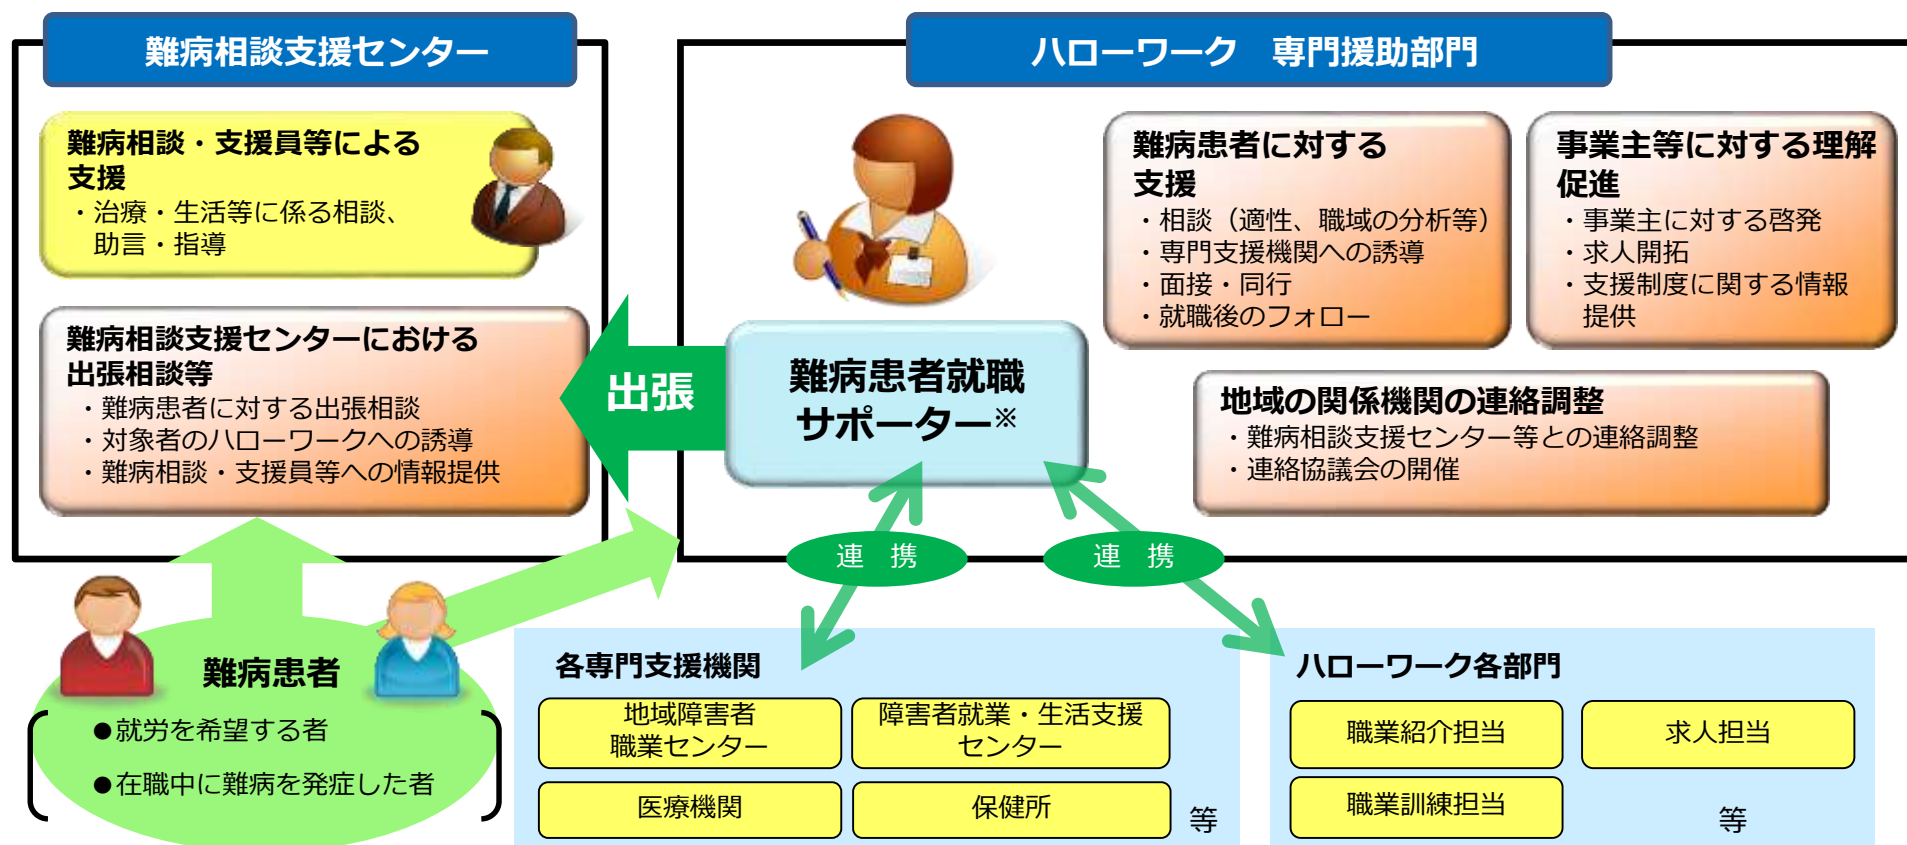 難病相談支援センター
難病相談・支援員等による
支援
・治療・生活等に係る相談、
助言・指導
難病相談支援センターにおける
出張相談等
・難病患者に対する出張相談
・対象者のハローワークへの誘導
・難病相談・支援員等への情報提供
出張
ハローワーク　専門援助部門
難病患者就職
サポーター※
難病患者に対する
支援
・相談（適性、職域の分析等）
・専門支援機関への誘導
・面接・同行
・就職後のフォロー
事業主等に対する理解
促進
・事業主に対する啓発
・求人開拓
・支援制度に関する情報
提供
地域の関係機関の連絡調整
・難病相談支援センター等との連絡調整
・連絡協議会の開催
連　携
連　携
難病患者
●就労を希望する者
●在職中に難病を発症した者
各専門支援機関
地域障害者
職業センター
障害者就業・生活支援
センター
医療機関
保健所
等
ハローワーク各部門
職業紹介担当
求人担当
職業訓練担当
等